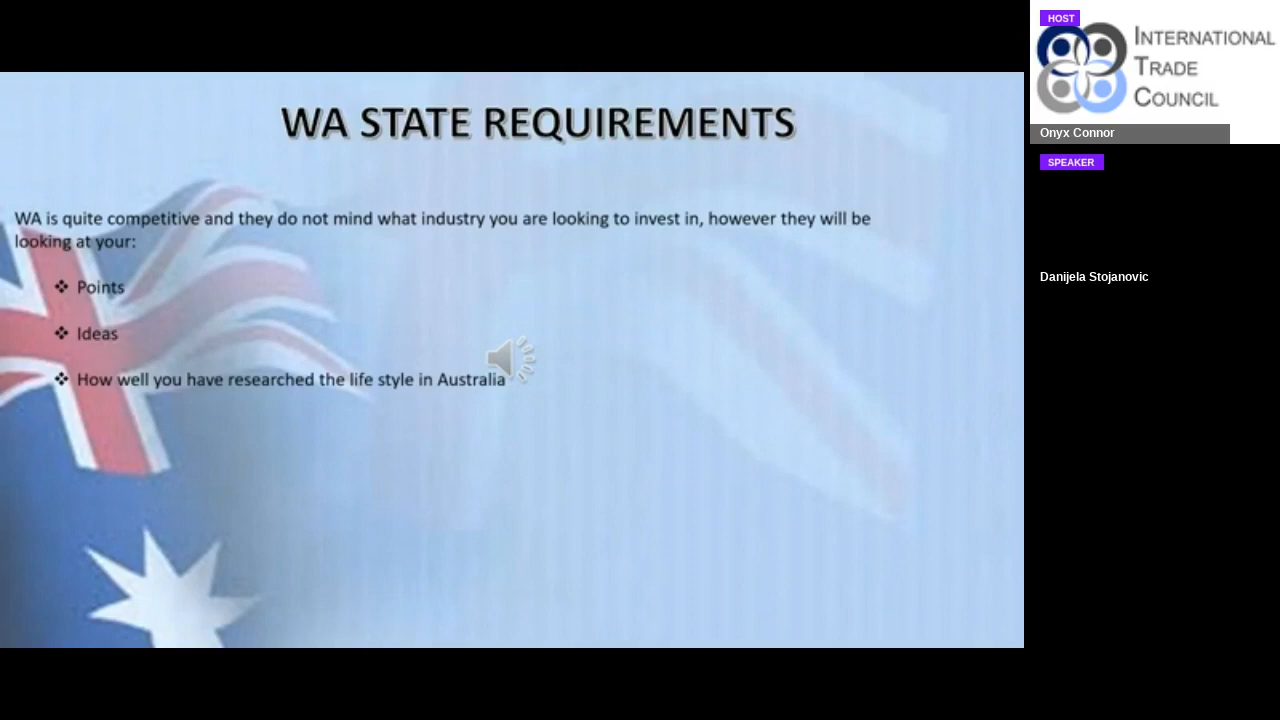 WA STATE REQUIREMENTS
WA is quite competitive and they do not mind what industry you are looking to invest in, however they will be
looking at your:
❖ Points
❖ Ideas
❖ How well you have researched the life style in Australia
HOST
INTERNATIONAL
TRADE
COUNCIL
Onyx Connor
SPEAKER
Danijela Stojanovic